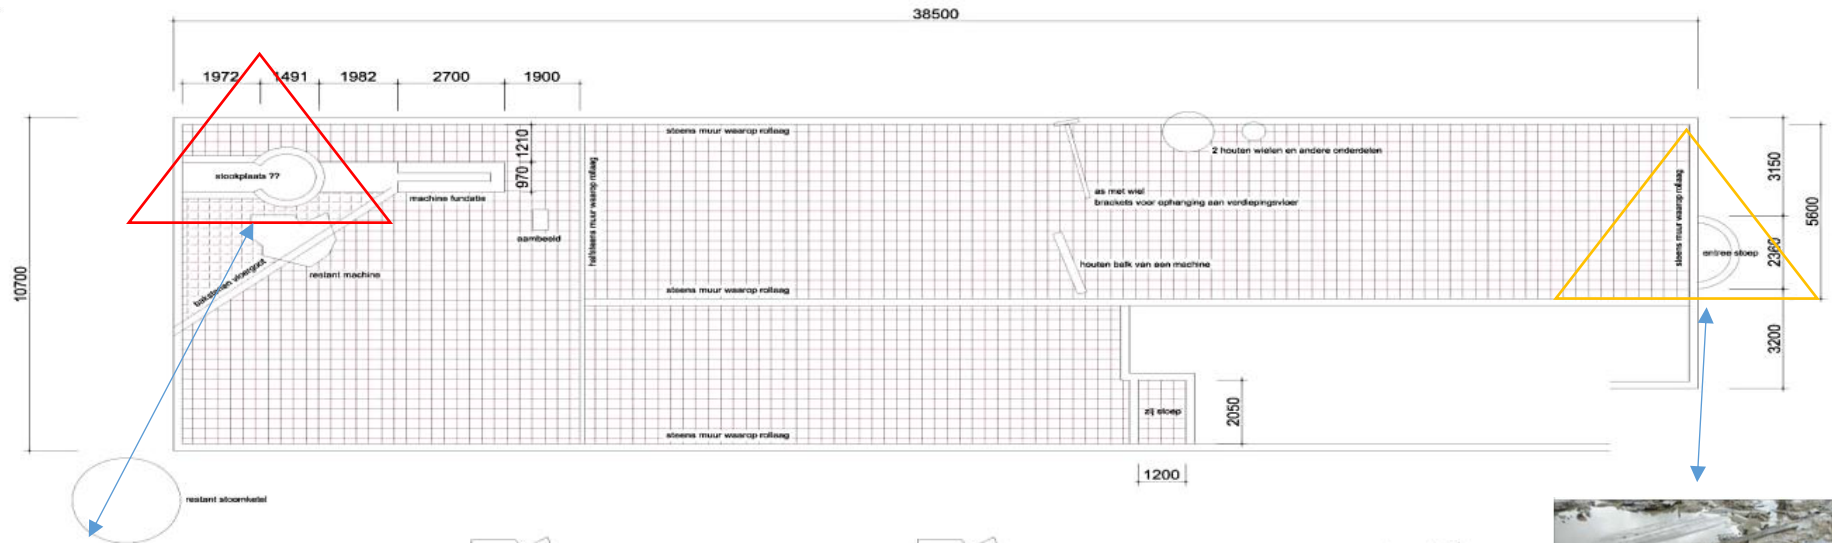 38500
1972 1491 1982 2700 1900
steens muur waarop rollaag
1210
970
stookplaats ??
machine fundatie
aambeeld
halfsteens muur waarop rollaag
2 houten wielen en andere onderdelen
as met wiel
brackets voor ophanging aan verdiepingsvloer
houten balk van een machine
steens muur waarop rollaag
entree stoep
3150
2360
5600
3200
10700
bakstenen vloergoot
restant machine
steens muur waarop rollaag
steens muur waarop rollaag
zij stoep
2050
1200
restant stoomketel